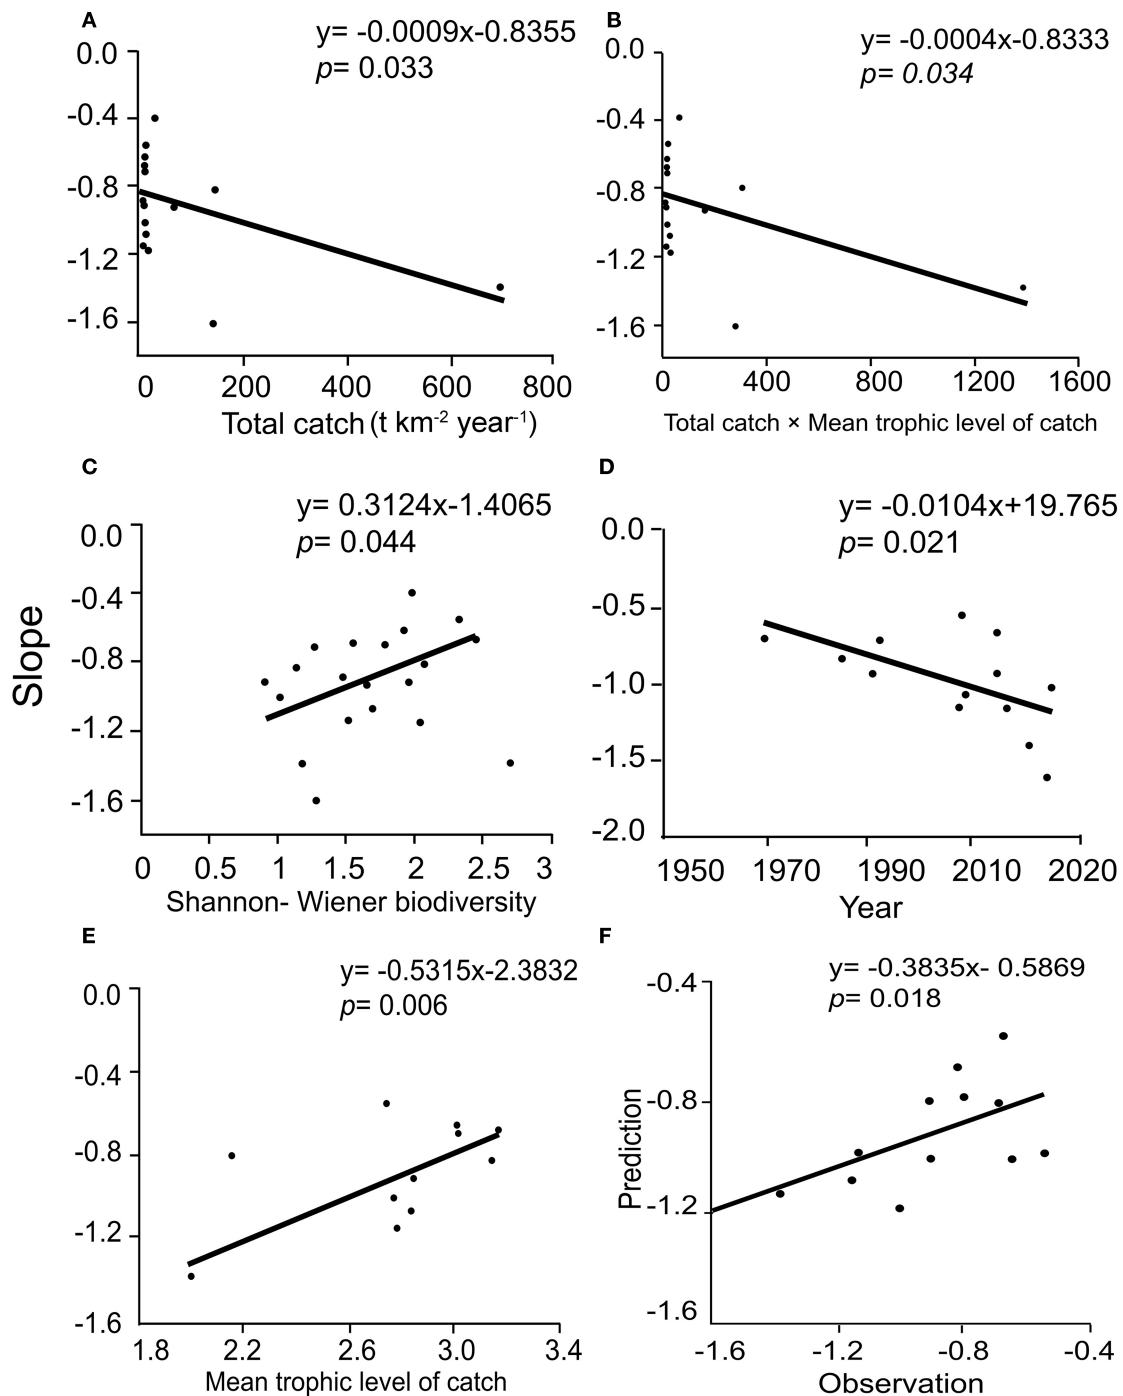 A
y= -0.0009x-0.8355
p= 0.033
0.0
-0.4
-0.8
-1.2
-1.6
0 200 400 600 800
Total catch (t km⁻² year⁻¹)
B
y= -0.0004x-0.8333
p= 0.034
0.0
-0.4
-0.8
-1.2
-1.6
0 400 800 1200 1600
Total catch × Mean trophic level of catch
Slope
C
y= 0.3124x-1.4065
p= 0.044
0.0
-0.4
-0.8
-1.2
-1.6
0 0.5 1 1.5 2 2.5 3
Shannon- Wiener biodiversity
D
y= -0.0104x+19.765
p= 0.021
0.0
-0.5
-1.0
-1.5
-2.0
1950 1970 1990 2010 2020
Year
E
y= -0.5315x-2.3832
p= 0.006
0.0
-0.4
-0.8
-1.2
-1.6
1.8 2.2 2.6 3.0 3.4
Mean trophic level of catch
F
y= -0.3835x- 0.5869
p= 0.018
-0.4
-0.8
-1.2
-1.6
Prediction
-1.6 -1.2 -0.8 -0.4
Observation